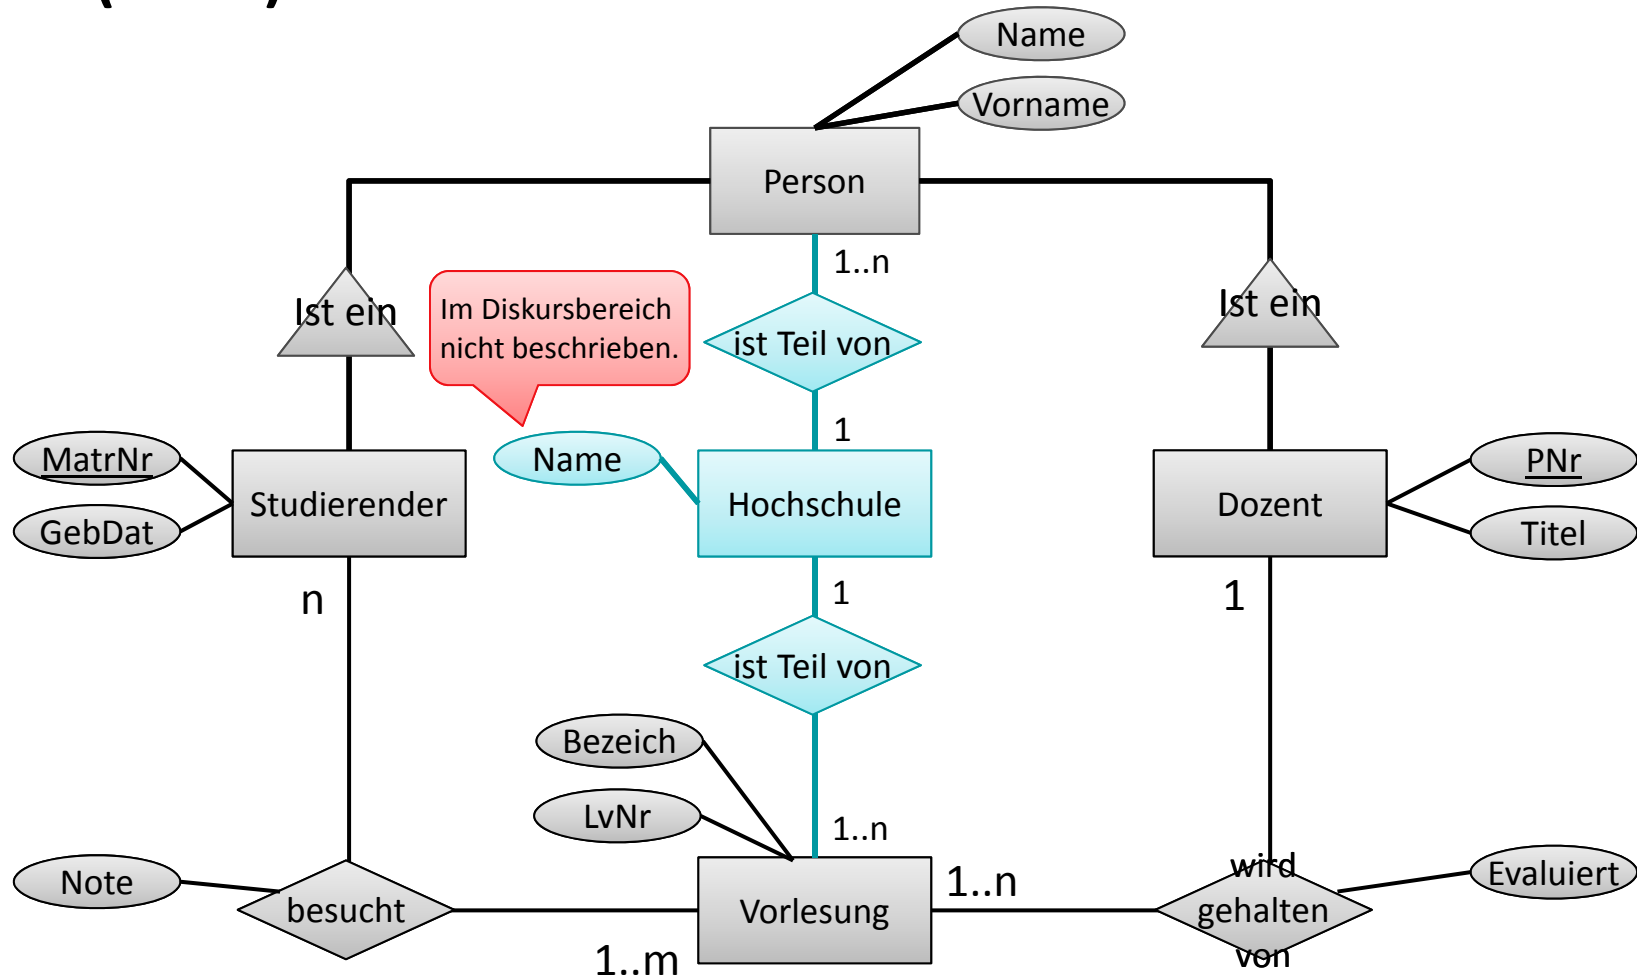 Name
Vorname
Person
1..n
Ist ein
Im Diskursbereich
nicht beschrieben.
ist Teil von
Ist ein
1
MatrNr
GebDat
Studierender
Name
Hochschule
Dozent
PNr
Titel
n
1
1
ist Teil von
Bezeich
LvNr
1..n
Note
besucht
1..m
Vorlesung
1..n
wird
gehalten
von
Evaluiert